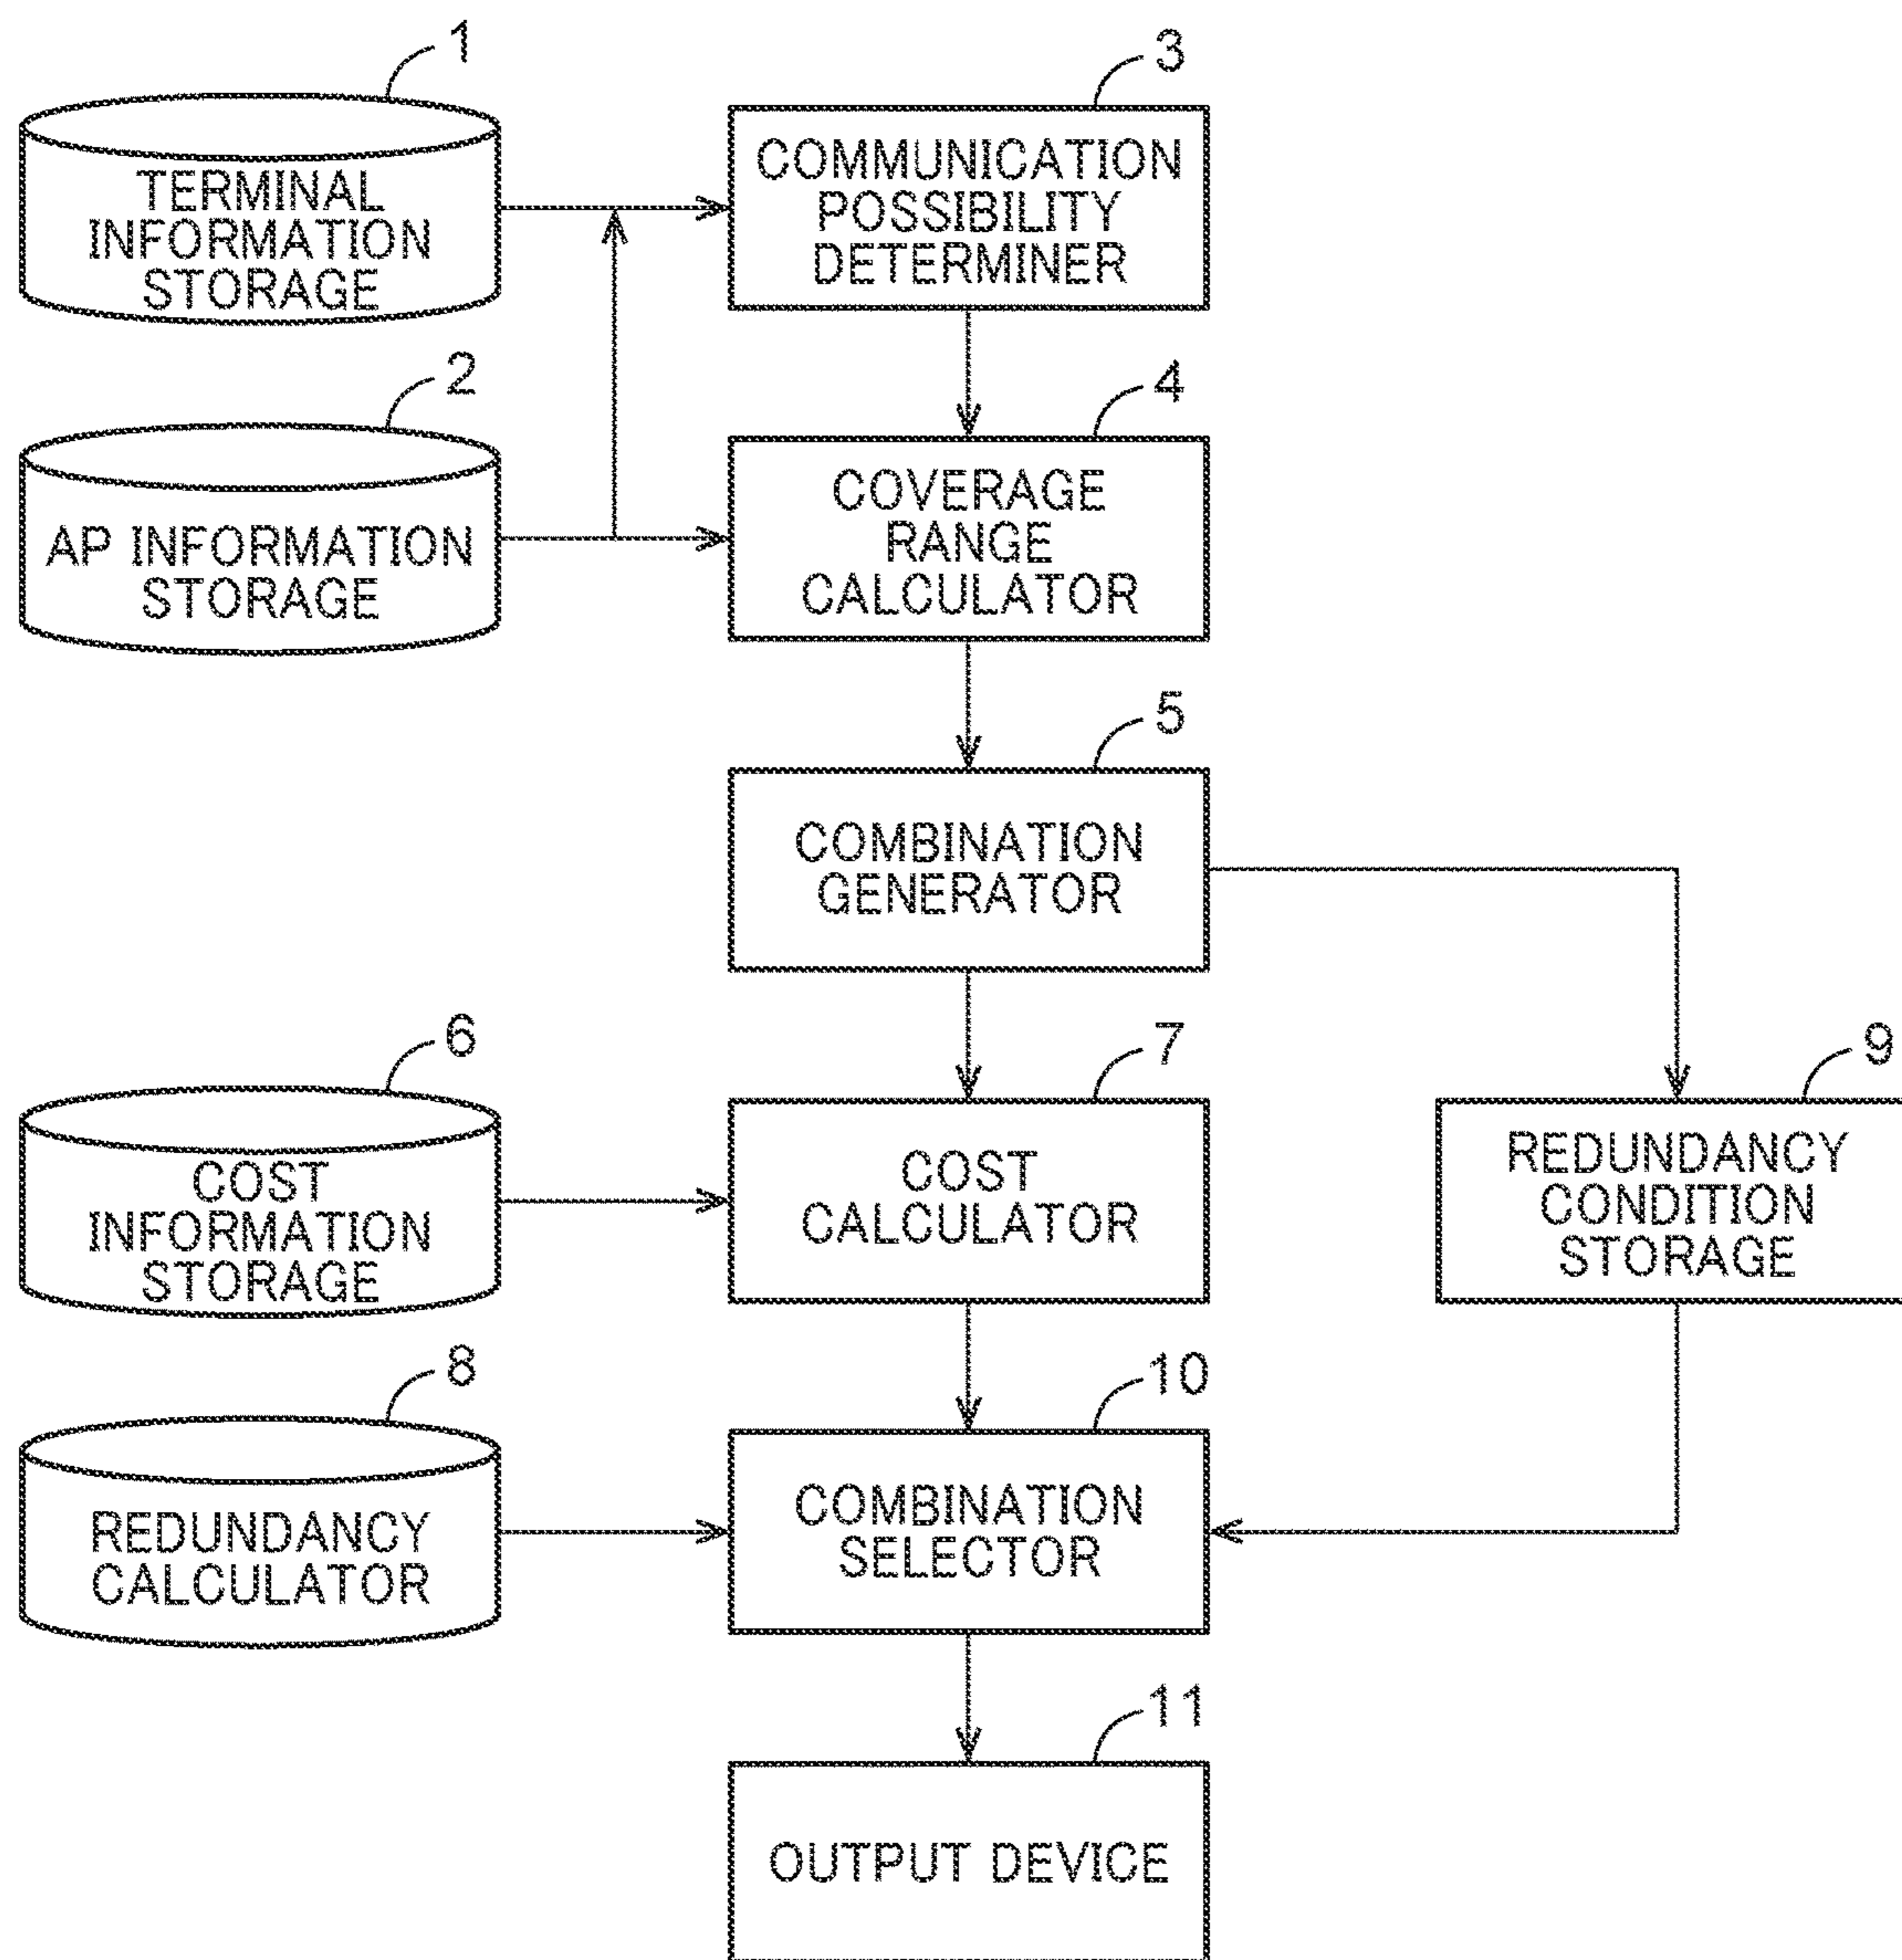 1
TERMINAL
INFORMATION
STORAGE
3
COMMUNICATION
POSSIBILITY
DETERMINER
2
AP INFORMATION
STORAGE
4
COVERAGE
RANGE
CALCULATOR
5
COMBINATION
GENERATOR
6
COST
INFORMATION
STORAGE
7
COST
CALCULATOR
9
REDUNDANCY
CONDITION
STORAGE
8
REDUNDANCY
CALCULATOR
10
COMBINATION
SELECTOR
11
OUTPUT DEVICE